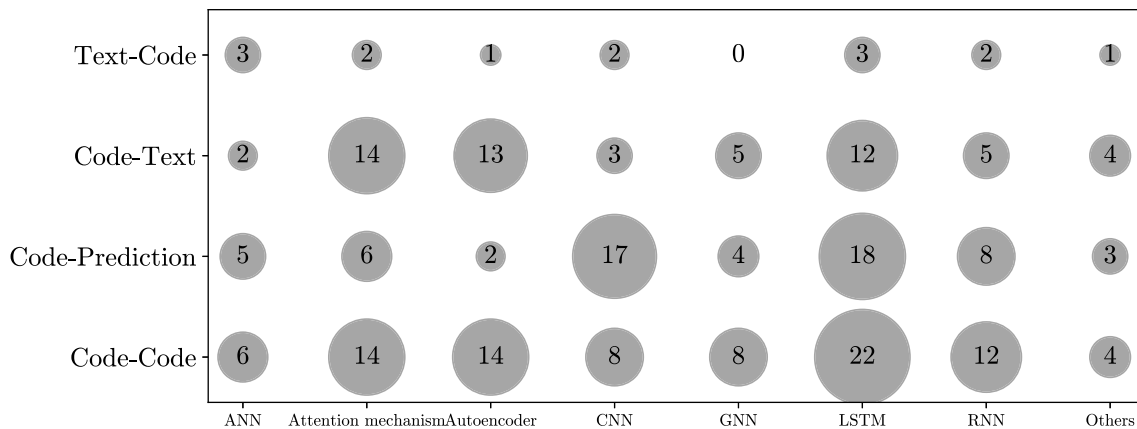 Text-Code 3 2 1 2 0 3 2 1
Code-Text 2 14 13 3 5 12 5 4
Code-Prediction 5 6 2 17 4 18 8 3
Code-Code 6 14 14 8 8 22 12 4
ANN Attention mechanism Autoencoder CNN GNN LSTM RNN Others